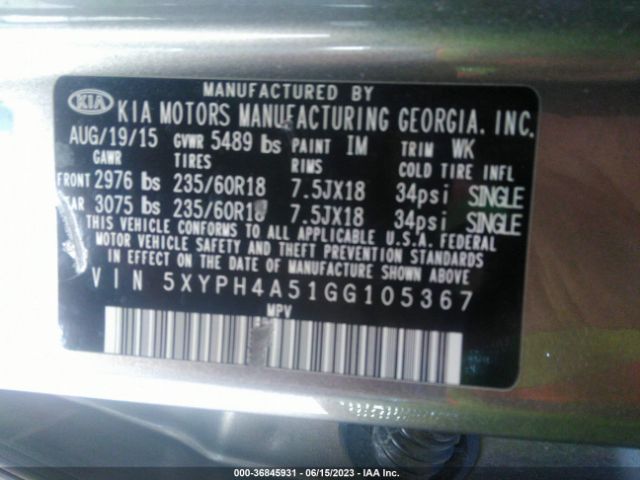 MANUFACTURED BY
KIA KIA MOTORS MANUFACTURING GEORGIA. INC.
AUG/19/15 GVWR 5489 lbs PAINT IM TRIM WK
GAWR TIRES RIMS COLD TIRE INFL
FRONT 2976 lbs 235/60R18 7.5JX18 34psi SINGLE
REAR 3075 lbs 235/60R18 7.5JX18 34psi SINGLE
THIS VEHICLE CONFORMS TO ALL APPLICABLE U.S.A. FEDERAL
MOTOR VEHICLE SAFETY AND THEFT PREVENTION STANDARDS
IN EFFECT ON THE DATE OF MANUFACTURE SHOWN ABOVE.
VIN 5XYPH4A51GG105367
MPV
000-36845931 - 06/15/2023 - IAA Inc.